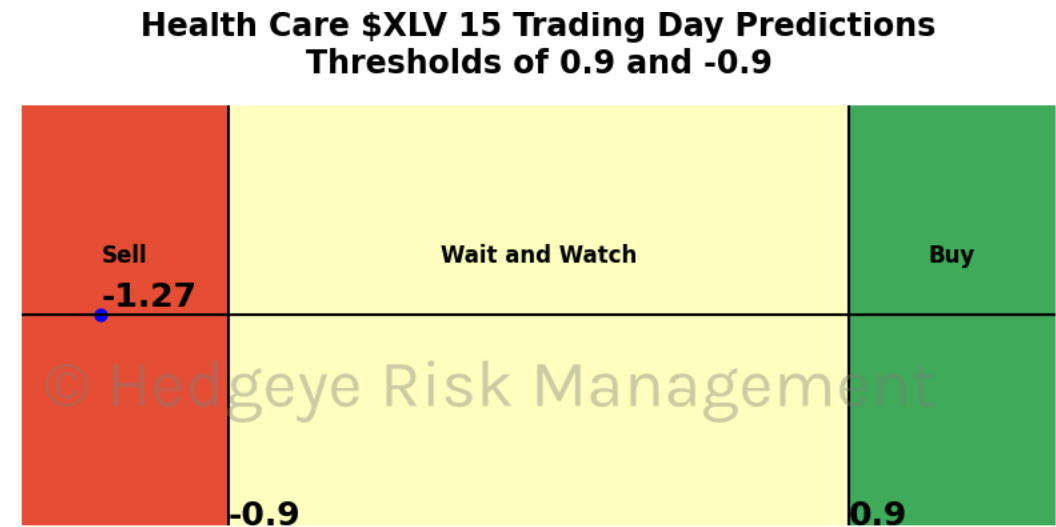 Health Care $XLV 15 Trading Day Predictions
Thresholds of 0.9 and -0.9
Sell
Wait and Watch
Buy
-1.27
© Hedgeye Risk Management
-0.9
0.9